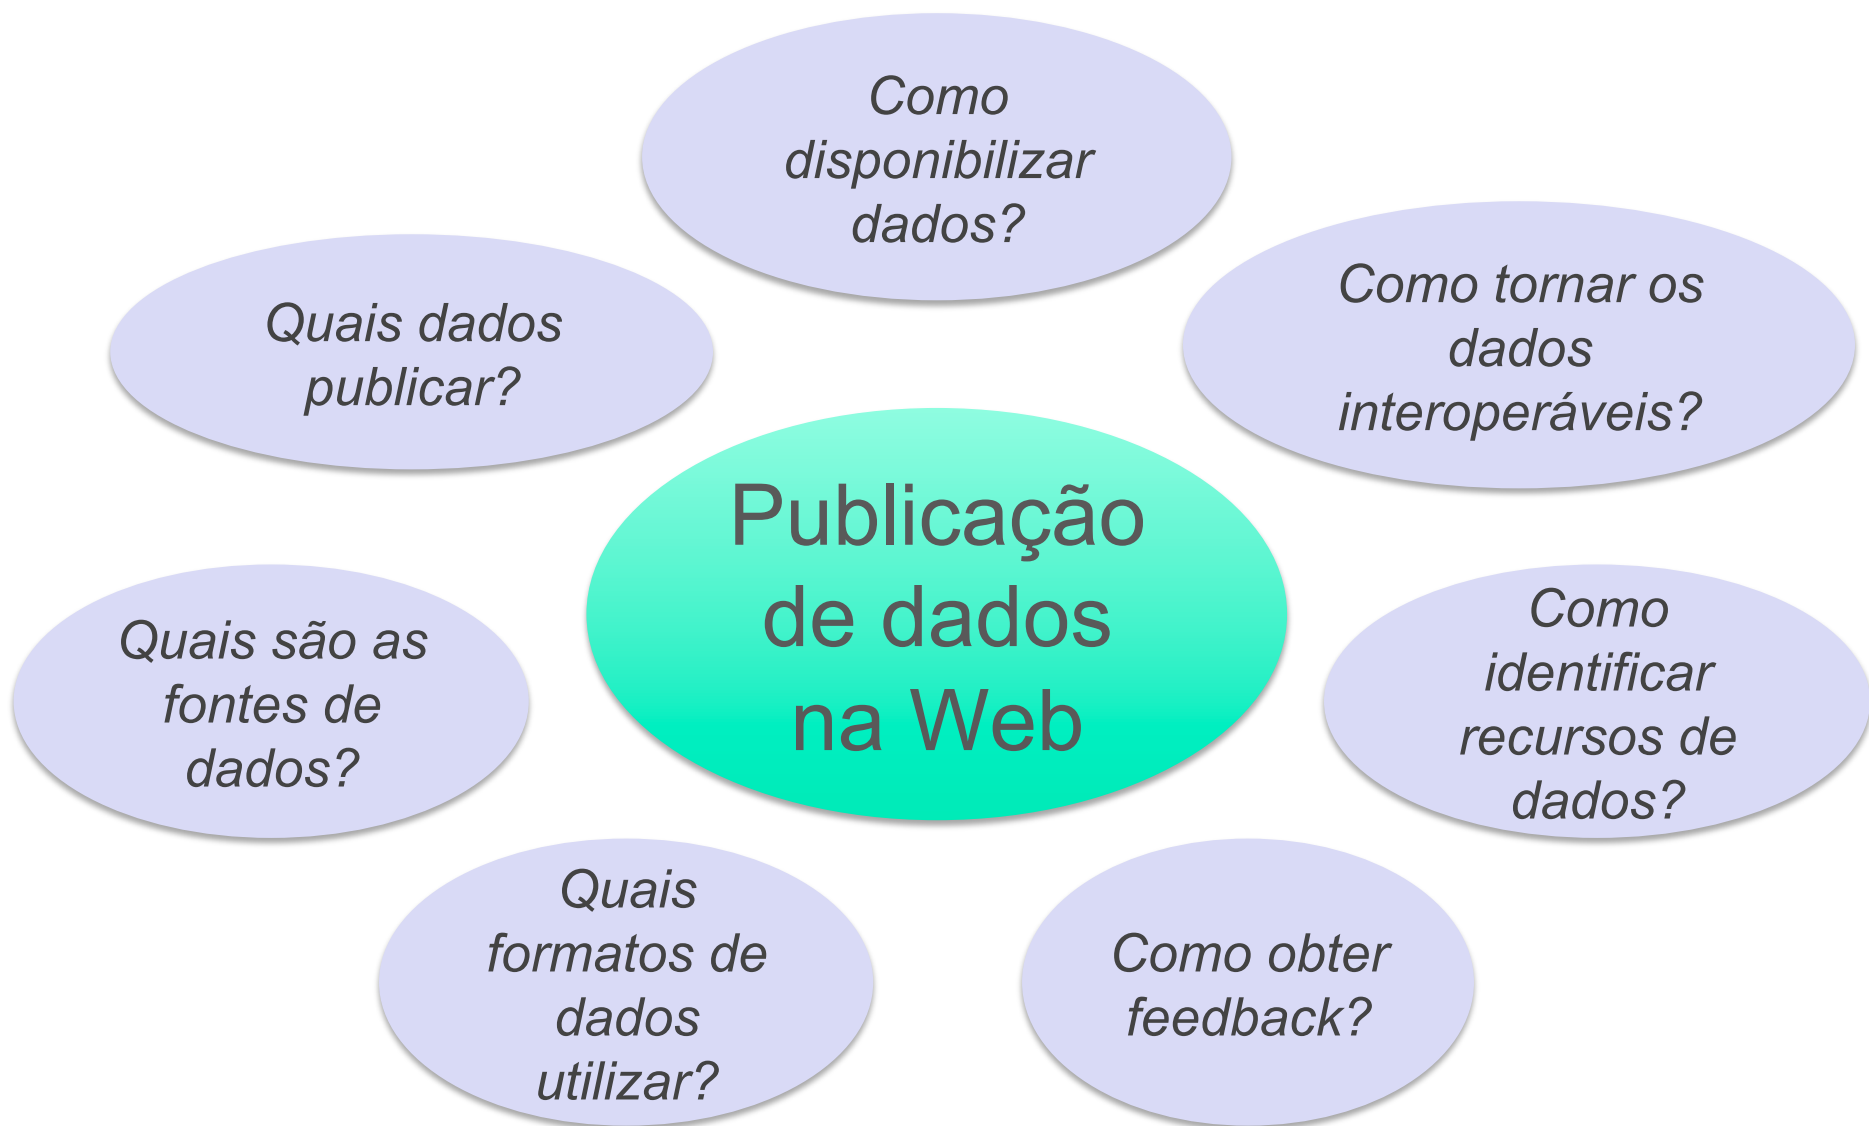 Como
disponibilizar
dados?
Quais dados
publicar?
Como tornar os
dados
interoperáveis?
Publicação
de dados
na Web
Quais são as
fontes de
dados?
Como
identificar
recursos de
dados?
Quais
formatos de
dados
utilizar?
Como obter
feedback?